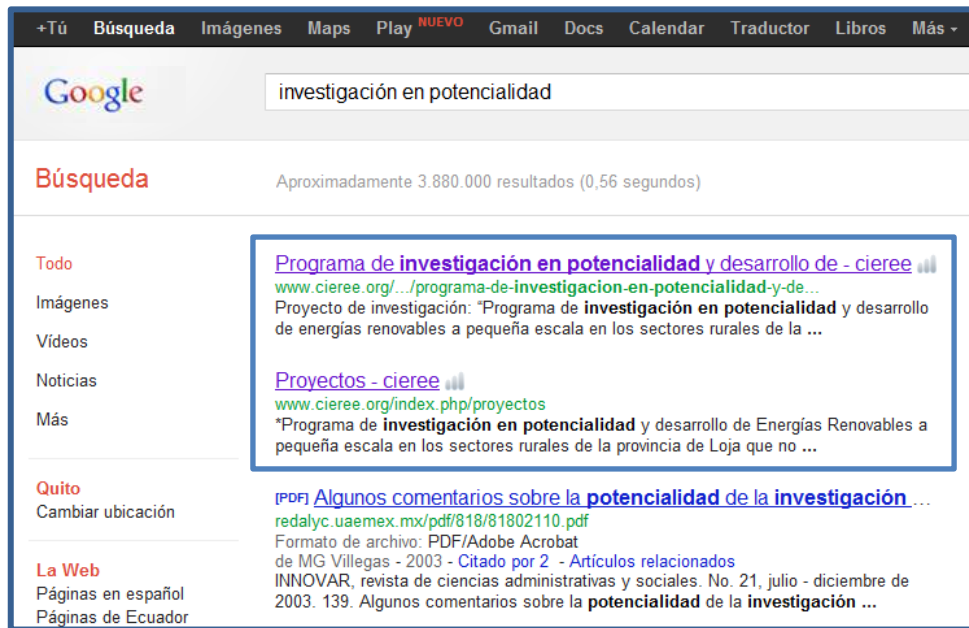 +Tú Búsqueda Imágenes Maps Play NUEVO Gmail Docs Calendar Traductor Libros Más
Google
investigación en potencialidad
Búsqueda
Aproximadamente 3.880.000 resultados (0,56 segundos)
Todo
Imágenes
Vídeos
Noticias
Más
Quito
Cambiar ubicación
La Web
Páginas en español
Páginas de Ecuador
Programa de investigación en potencialidad y desarrollo de - cieree
www.cieree.org/.../programa-de-investigacion-en-potencialidad-y-de...
Proyecto de investigación: “Programa de investigación en potencialidad y desarrollo
de energías renovables a pequeña escala en los sectores rurales de la ...
Proyectos - cieree
www.cieree.org/index.php/proyectos
*Programa de investigación en potencialidad y desarrollo de Energías Renovables a
pequeña escala en los sectores rurales de la provincia de Loja que no ...
[PDF] Algunos comentarios sobre la potencialidad de la investigación ...
redalyc.uaemex.mx/pdf/818/81802110.pdf
Formato de archivo: PDF/Adobe Acrobat
de MG Villegas - 2003 - Citado por 2 - Artículos relacionados
INNOVAR, revista de ciencias administrativas y sociales. No. 21, julio - diciembre de
2003. 139. Algunos comentarios sobre la potencialidad de la investigación ...